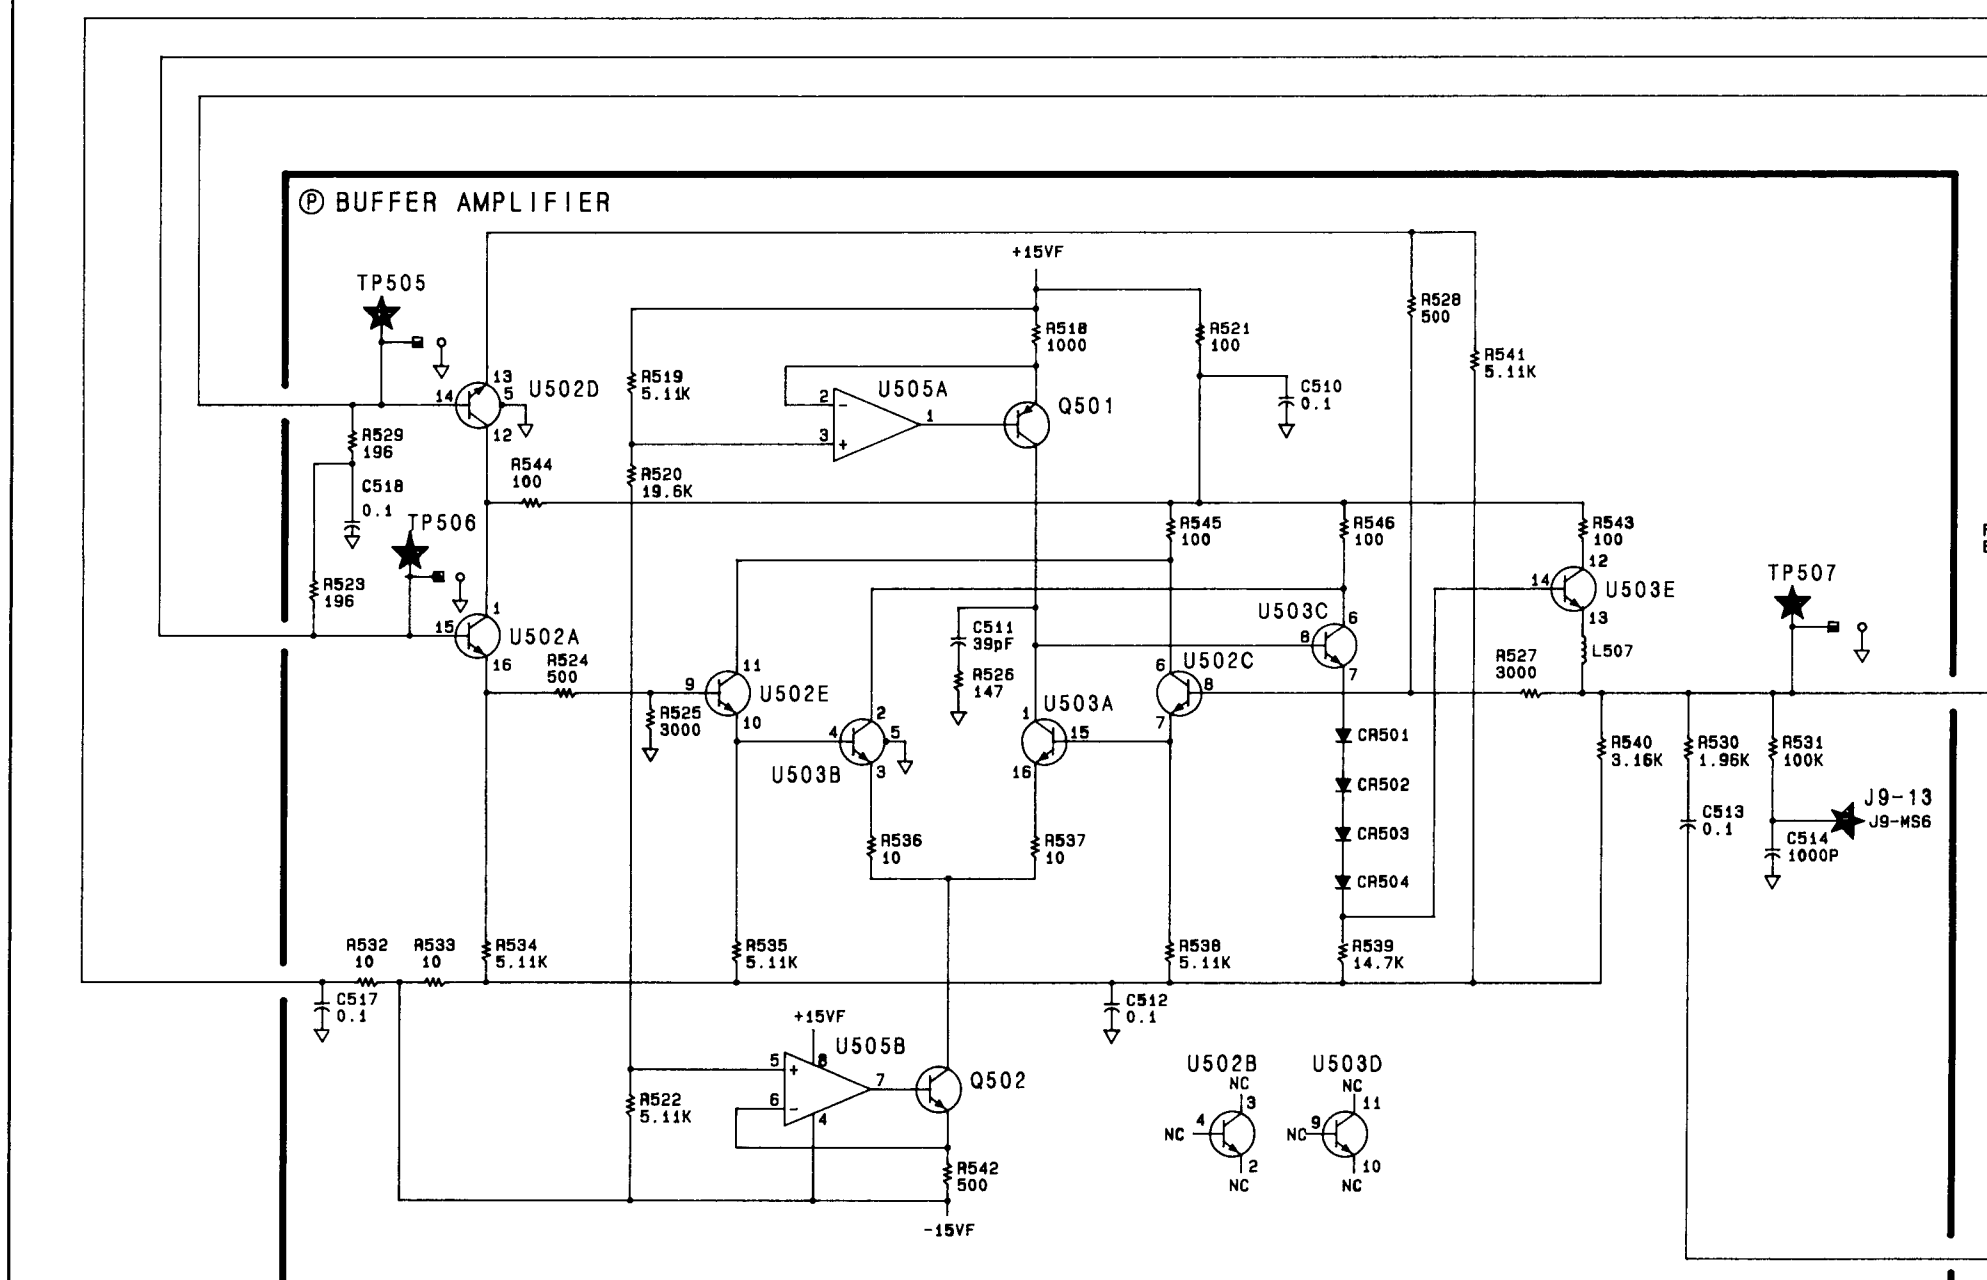 Ⓟ BUFFER AMPLIFIER
+15VF
TP505
R528
500
R518
1000
R521
100
R541
5.11K
13
5
14
12
U502D
R519
5.11K
U505A
2
-
3
+
1
Q501
C510
0.1
R529
196
C518
0.1
R544
100
R520
19.6K
TP506
R545
100
R546
100
R543
100
12
14
13
U503E
TP507
R523
196
1
15
16
U502A
C511
39pF
U503C
6
8
7
L507
R524
500
11
9
10
U502E
R526
147
6
U502C
8
7
R527
3000
R525
3000
U503A
1
15
16
2
4
5
3
U503B
CR501
CR502
CR503
CR504
R540
3.16K
R530
1.96K
R531
100K
J9-13
J9-MS6
C513
0.1
C514
1000P
R536
10
R537
10
R532
10
R533
10
R534
5.11K
R535
5.11K
R538
5.11K
R539
14.7K
C517
0.1
C512
0.1
+15VF
U505B
5
+
8
6
-
7
4
Q502
R522
5.11K
R542
500
-15VF
U502B
NC
3
4
NC
2
NC
U503D
NC
11
9
NC
10
NC